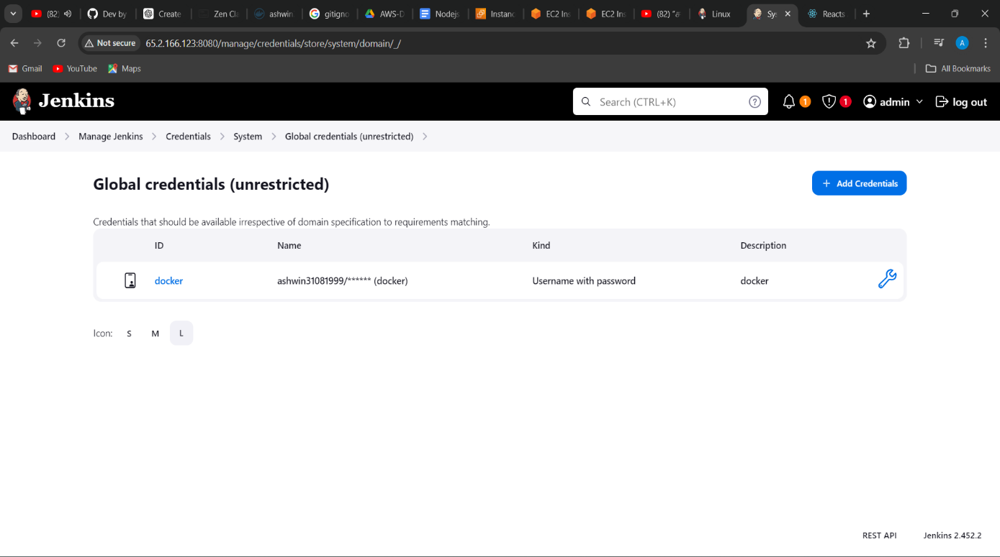 (82)
Dev by
Create
Zen Cla
ashwin
gitigno
AWS-D
Nodejs
Instanc
EC2 Ins
EC2 Ins
(82)
Linux
Sy
Reacts
Not secure
65.2.166.123:8080/manage/credentials/store/system/domain/_/
A
Gmail
YouTube
Maps
All Bookmarks
Jenkins
Search (CTRL+K)
?
1
1
admin
log out
Dashboard
Manage Jenkins
Credentials
System
Global credentials (unrestricted)
Global credentials (unrestricted)
+ Add Credentials
Credentials that should be available irrespective of domain specification to requirements matching.
ID Name Kind Description
docker ashwin31081999/****** (docker) Username with password docker
Icon: S M L
REST API Jenkins 2.452.2